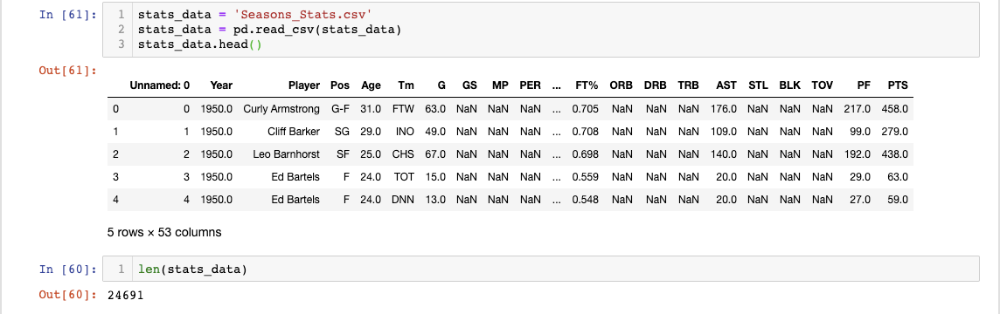 In [61]:
1 stats_data = 'Seasons_Stats.csv'
2 stats_data = pd.read_csv(stats_data)
3 stats_data.head()
Out[61]:
Unnamed: 0 Year Player Pos Age Tm G GS MP PER ... FT% ORB DRB TRB AST STL BLK TOV PF PTS
0 0 1950.0 Curly Armstrong G-F 31.0 FTW 63.0 NaN NaN NaN ... 0.705 NaN NaN NaN 176.0 NaN NaN NaN 217.0 458.0
1 1 1950.0 Cliff Barker SG 29.0 INO 49.0 NaN NaN NaN ... 0.708 NaN NaN NaN 109.0 NaN NaN NaN 99.0 279.0
2 2 1950.0 Leo Barnhorst SF 25.0 CHS 67.0 NaN NaN NaN ... 0.698 NaN NaN NaN 140.0 NaN NaN NaN 192.0 438.0
3 3 1950.0 Ed Bartels F 24.0 TOT 15.0 NaN NaN NaN ... 0.559 NaN NaN NaN 20.0 NaN NaN NaN 29.0 63.0
4 4 1950.0 Ed Bartels F 24.0 DNN 13.0 NaN NaN NaN ... 0.548 NaN NaN NaN 20.0 NaN NaN NaN 27.0 59.0
5 rows × 53 columns
In [60]:
1 len(stats_data)
Out[60]: 24691